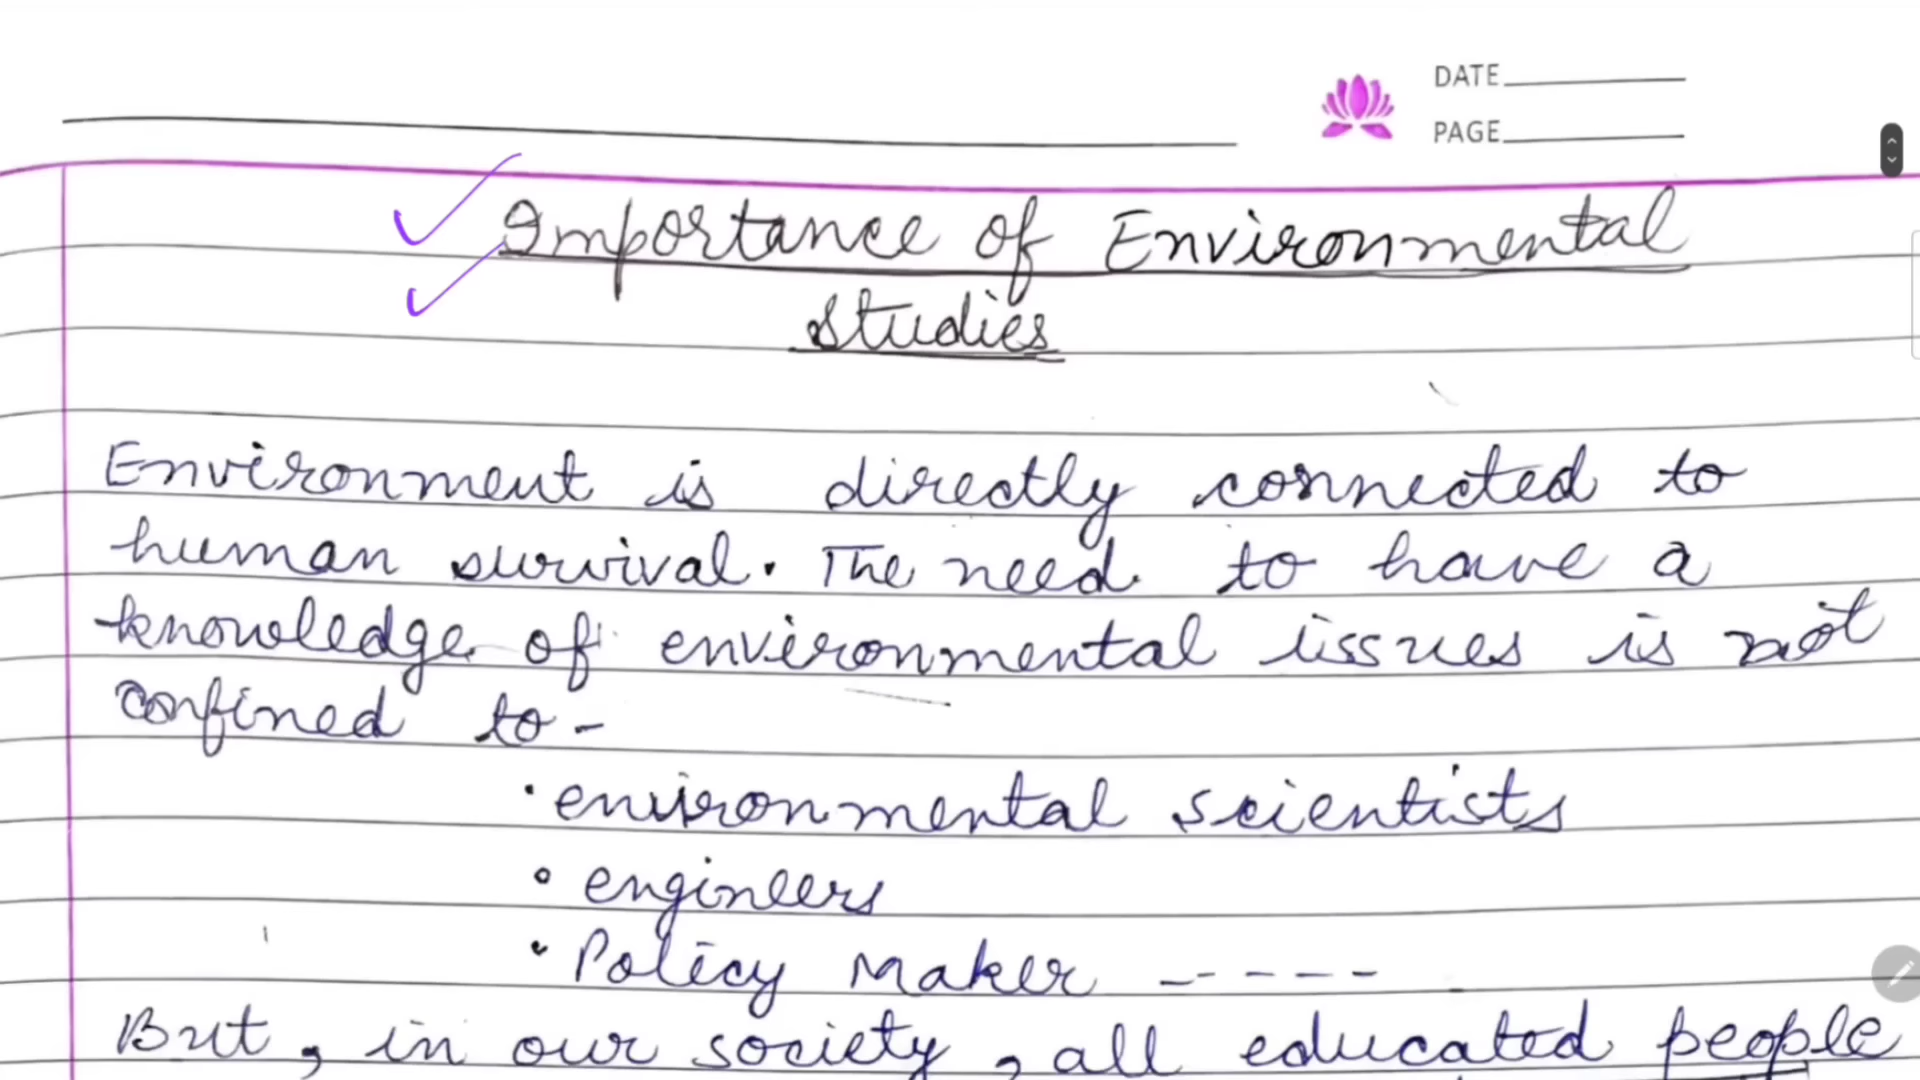 DATE
PAGE
Importance of Environmental
Studies
Environment is directly connected to
human survival. The need to have a
knowledge of environmental issues is not
confined to -
• environmental scientists
• engineers
• Policy Maker -----
But, in our society, all educated people